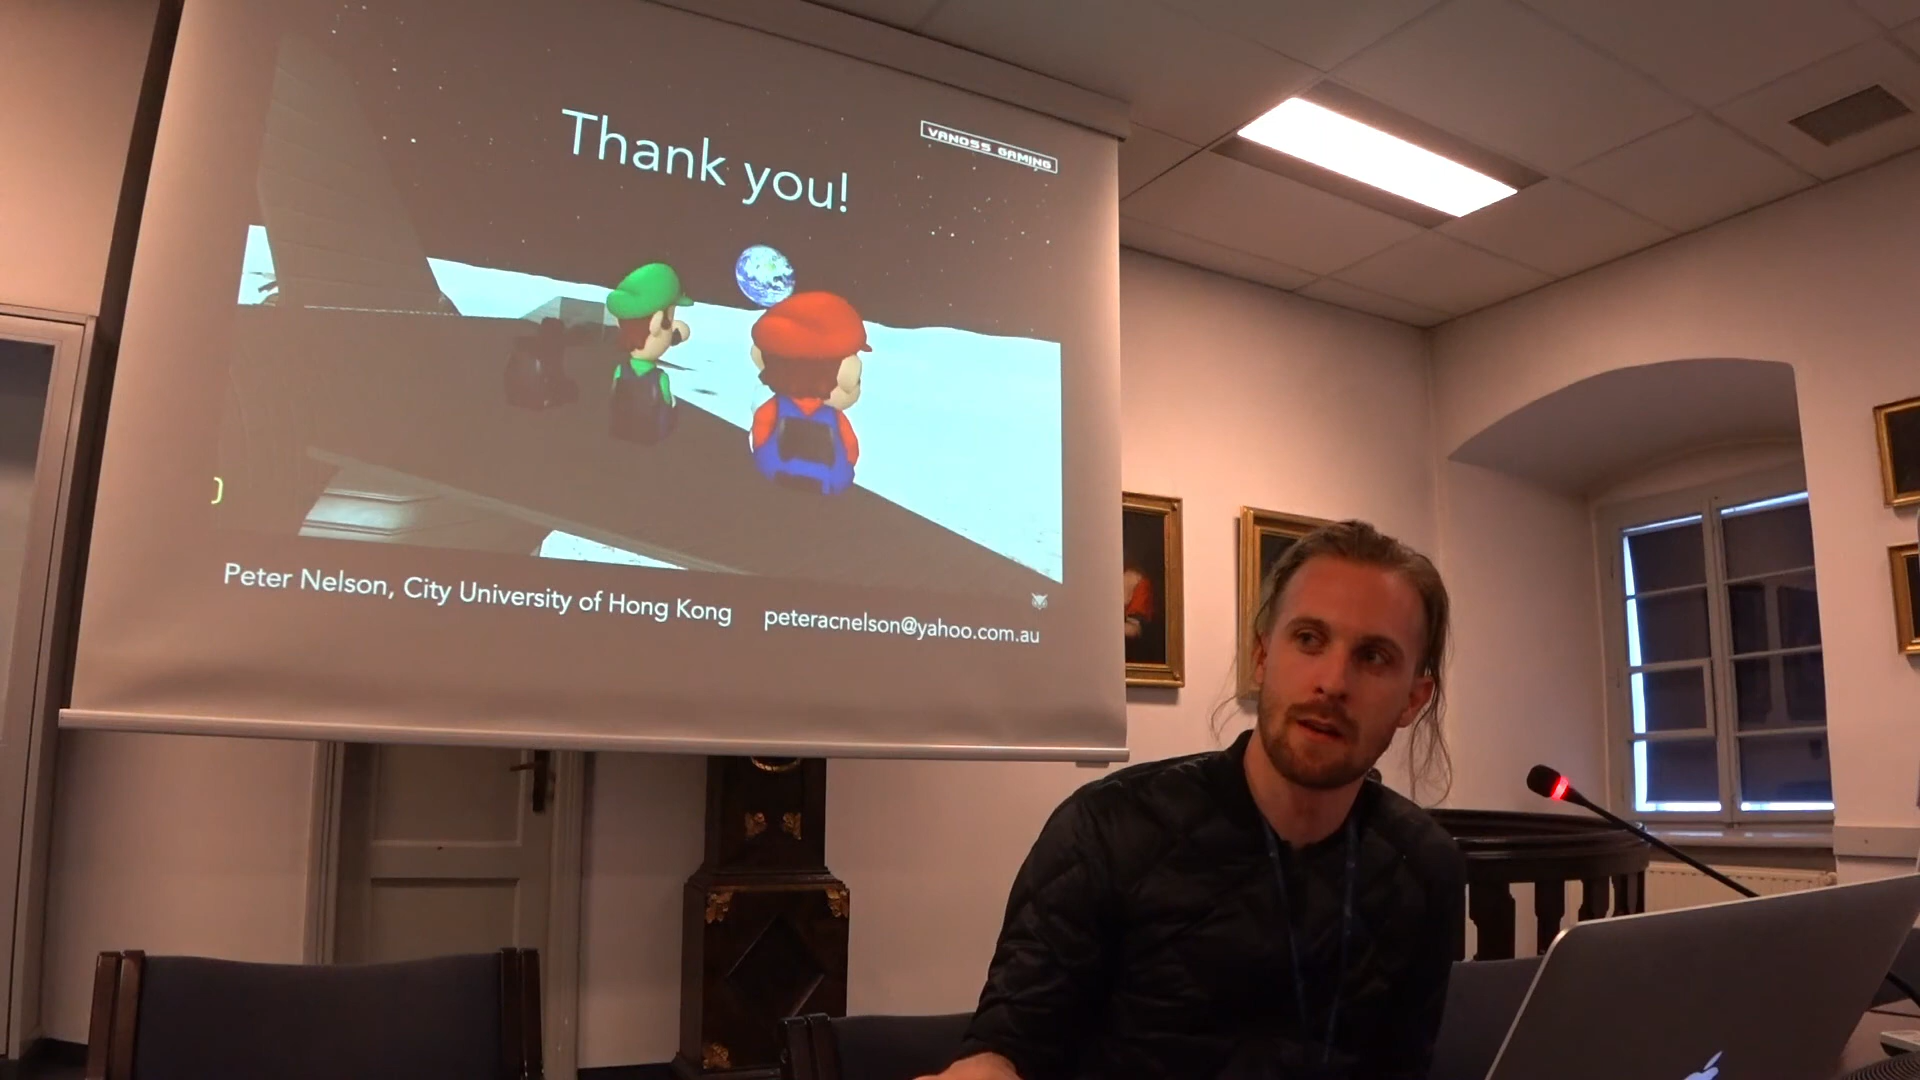 Thank you!
VANOSS GAMING
Peter Nelson, City University of Hong Kong
peteracnelson@yahoo.com.au